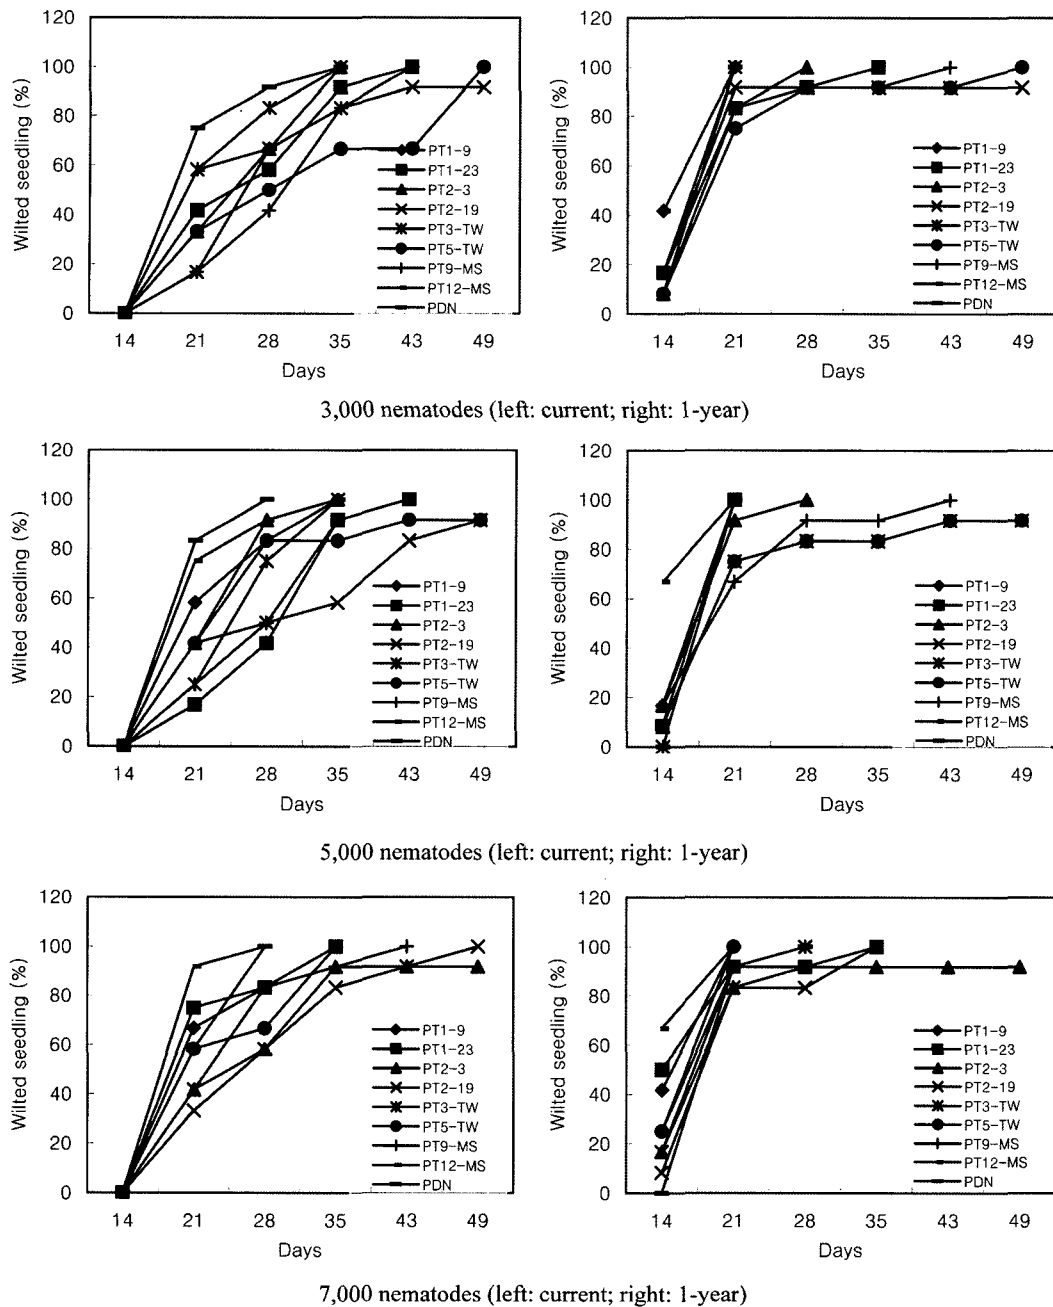 120
100
80
60
40
20
0
Wilted seedling (%)
PT1-9
PT1-23
PT2-3
PT2-19
PT3-TW
PT5-TW
PT9-MS
PT12-MS
PDN
14 21 28 35 43 49
Days
120
100
80
60
40
20
0
Wilted seedling (%)
PT1-9
PT1-23
PT2-3
PT2-19
PT3-TW
PT5-TW
PT9-MS
PT12-MS
PDN
14 21 28 35 43 49
Days
3,000 nematodes (left: current; right: 1-year)
120
100
80
60
40
20
0
Wilted seedling (%)
PT1-9
PT1-23
PT2-3
PT2-19
PT3-TW
PT5-TW
PT9-MS
PT12-MS
PDN
14 21 28 35 43 49
Days
120
100
80
60
40
20
0
Wilted seedling (%)
PT1-9
PT1-23
PT2-3
PT2-19
PT3-TW
PT5-TW
PT9-MS
PT12-MS
PDN
14 21 28 35 43 49
Days
5,000 nematodes (left: current; right: 1-year)
120
100
80
60
40
20
0
Wilted seedling (%)
PT1-9
PT1-23
PT2-3
PT2-19
PT3-TW
PT5-TW
PT9-MS
PT12-MS
PDN
14 21 28 35 43 49
Days
120
100
80
60
40
20
0
Wilted seedling (%)
PT1-9
PT1-23
PT2-3
PT2-19
PT3-TW
PT5-TW
PT9-MS
PT12-MS
PDN
14 21 28 35 43 49
Days
7,000 nematodes (left: current; right: 1-year)